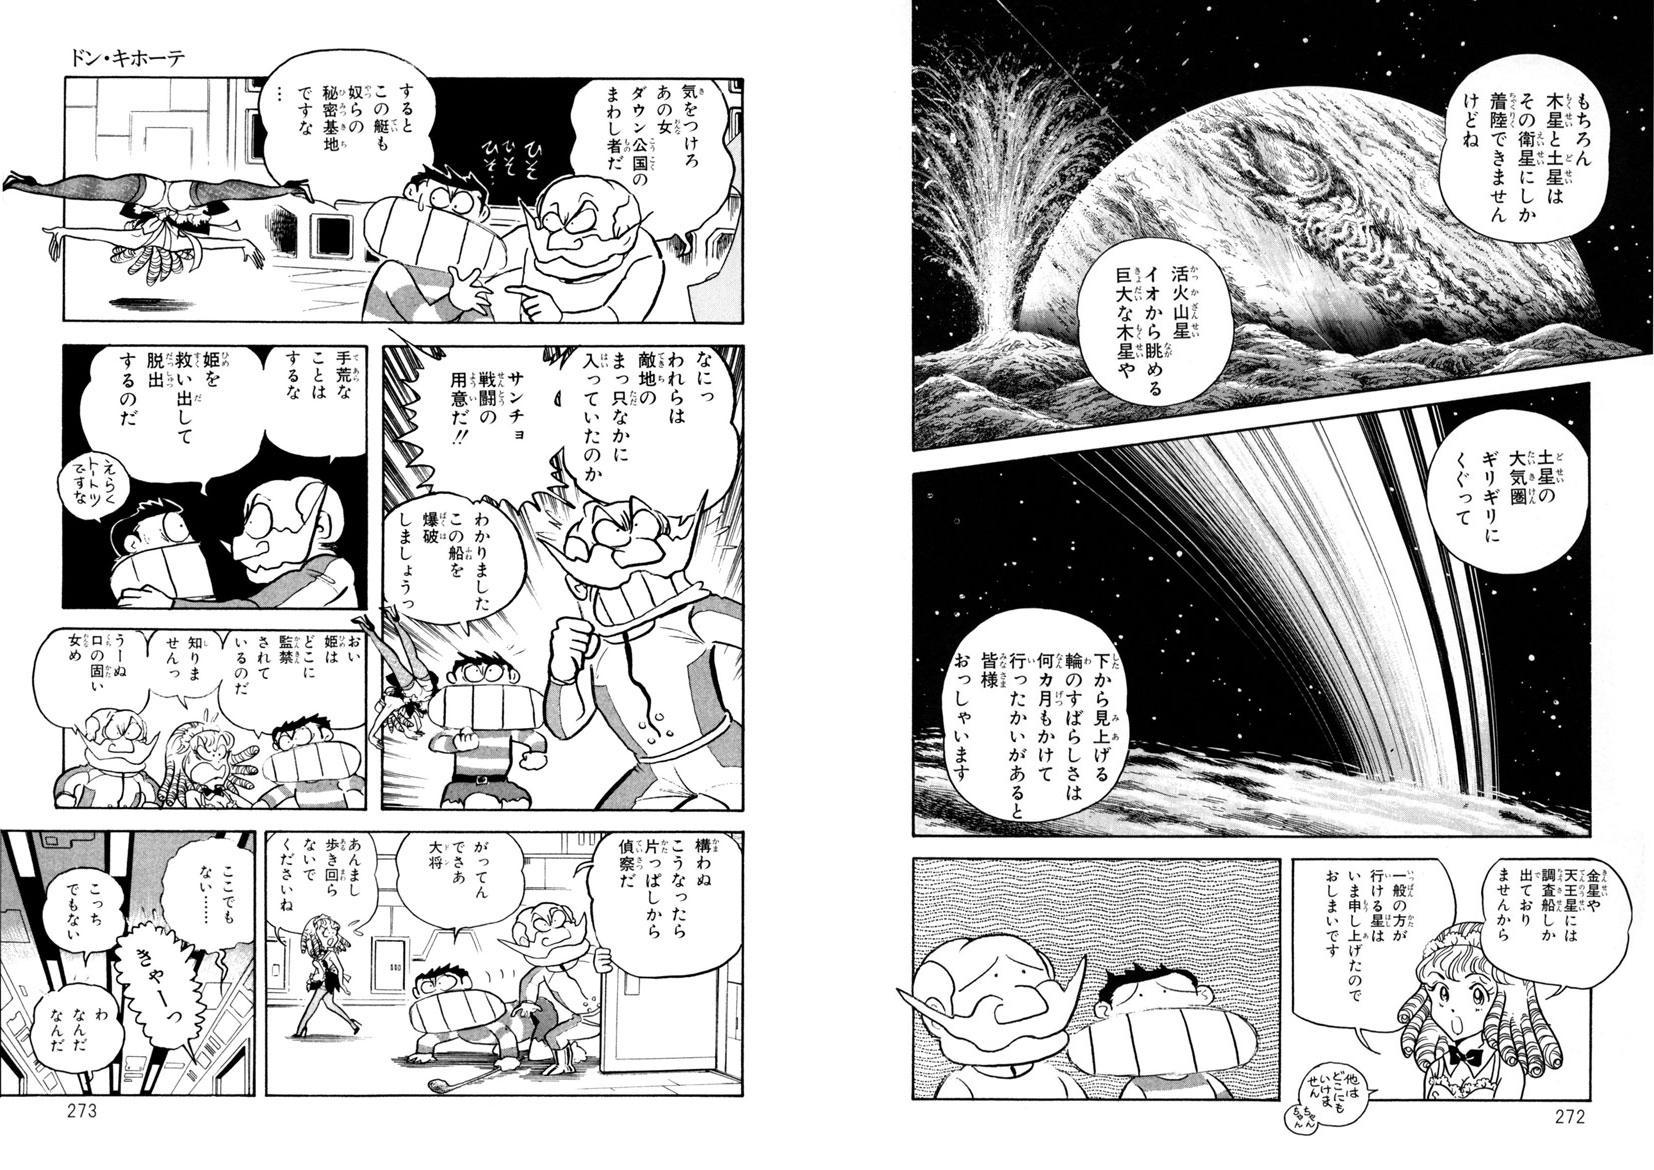 もちろん
木星と土星は
その衛星にしか
着陸できません
けどね
活火山星
イオから眺める
巨大な木星や
土星の
大気圏
ギリギリに
くぐって
下から見上げる
輪のすばらしさは
何カ月もかけて
行ったかいがあると
皆様
おっしゃいます
金星や
天王星には
調査船しか
出ており
ませんから
一般の方が
行ける星は
いま申し上げたので
おしまいです
他は
どこにも
いけま
せん
ちゃん
ちゃん
272
ドン・キホーテ
気をつけろ
あの女
ダウン公国の
まわし者だ
ひそ
ひそ
ひそ…
すると
この艇も
奴らの
秘密基地
ですな
…
なにっ
われらは
敵地の
まっ只なかに
入っていたのか
サンチョ
戦闘の
用意だ!!
わかりました
この船を
爆破
しましょうっ
手荒な
ことは
するな
姫を
救い出して
脱出
するのだ
えらく
トートツ
ですな
おい
姫は
どこに
監禁
されて
いるのだ
知りま
せんっ
うーぬ
口の固い
女め
構わぬ
こうなったら
片っぱしから
偵察だ
がってん
でさあ
大将
あんまし
歩き回ら
ないで
くださいね
ここでも
ない………
こっち
でもない
きゃーっ
わ
なんだ
なんだ
273